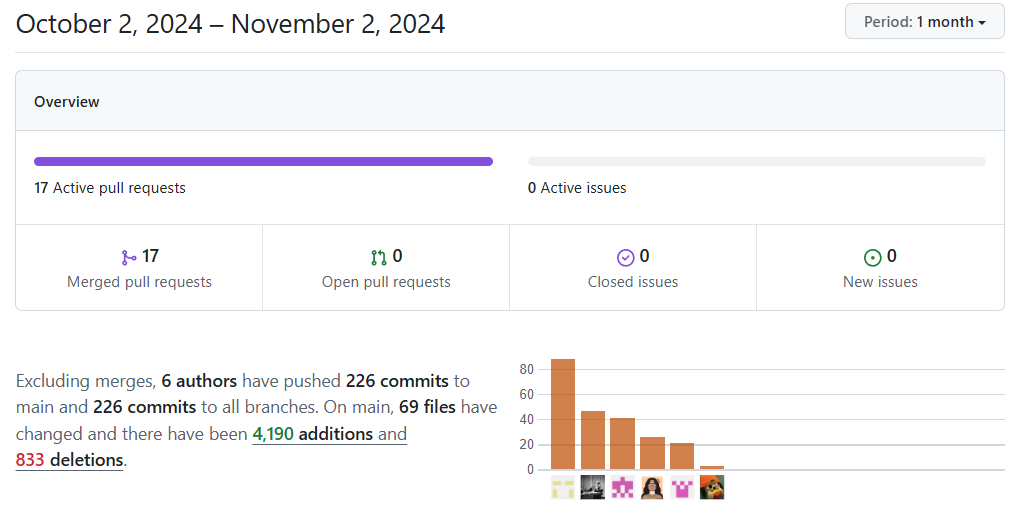 October 2, 2024 – November 2, 2024
Period: 1 month
Overview
17 Active pull requests
0 Active issues
17
Merged pull requests
0
Open pull requests
0
Closed issues
0
New issues
Excluding merges, 6 authors have pushed 226 commits to
main and 226 commits to all branches. On main, 69 files have
changed and there have been 4,190 additions and
833 deletions.
80
60
40
20
0